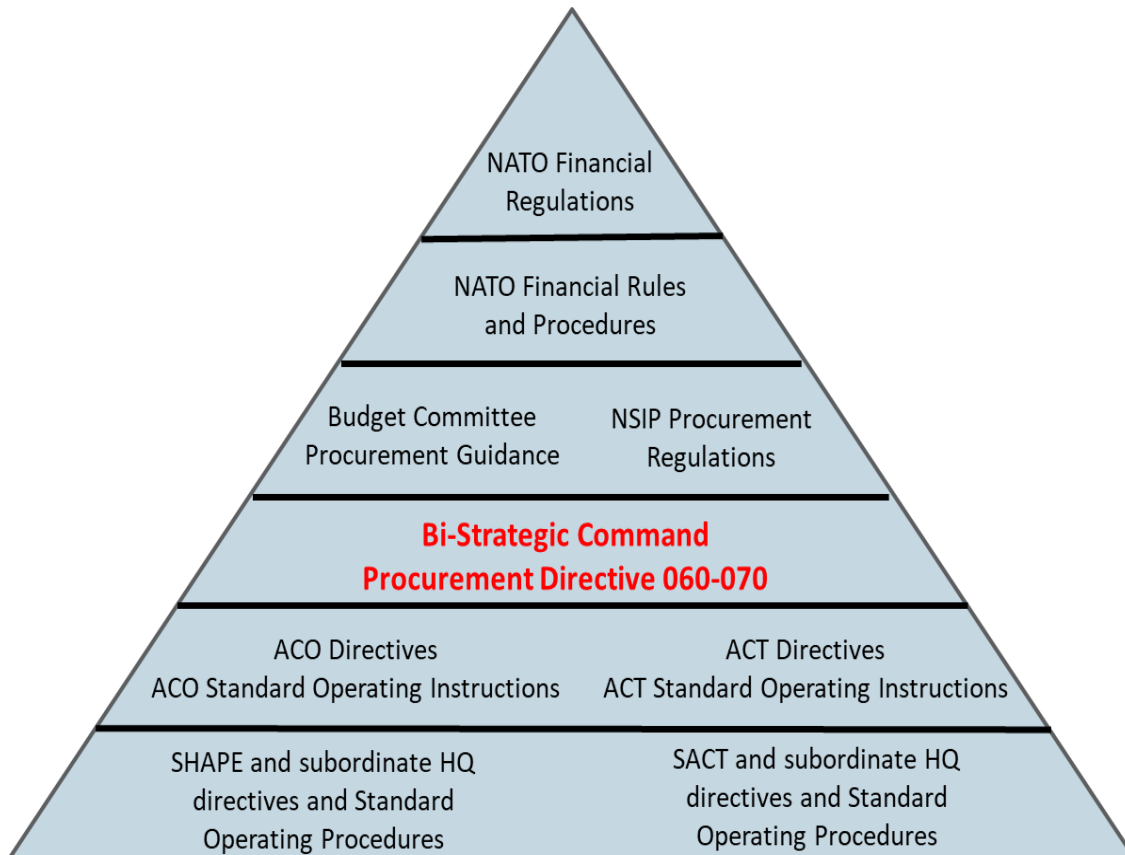 NATO Financial
Regulations
NATO Financial Rules
and Procedures
Budget Committee
Procurement Guidance
NSIP Procurement
Regulations
Bi-Strategic Command
Procurement Directive 060-070
ACO Directives
ACO Standard Operating Instructions
ACT Directives
ACT Standard Operating Instructions
SHAPE and subordinate HQ
directives and Standard
Operating Procedures
SACT and subordinate HQ
directives and Standard
Operating Procedures